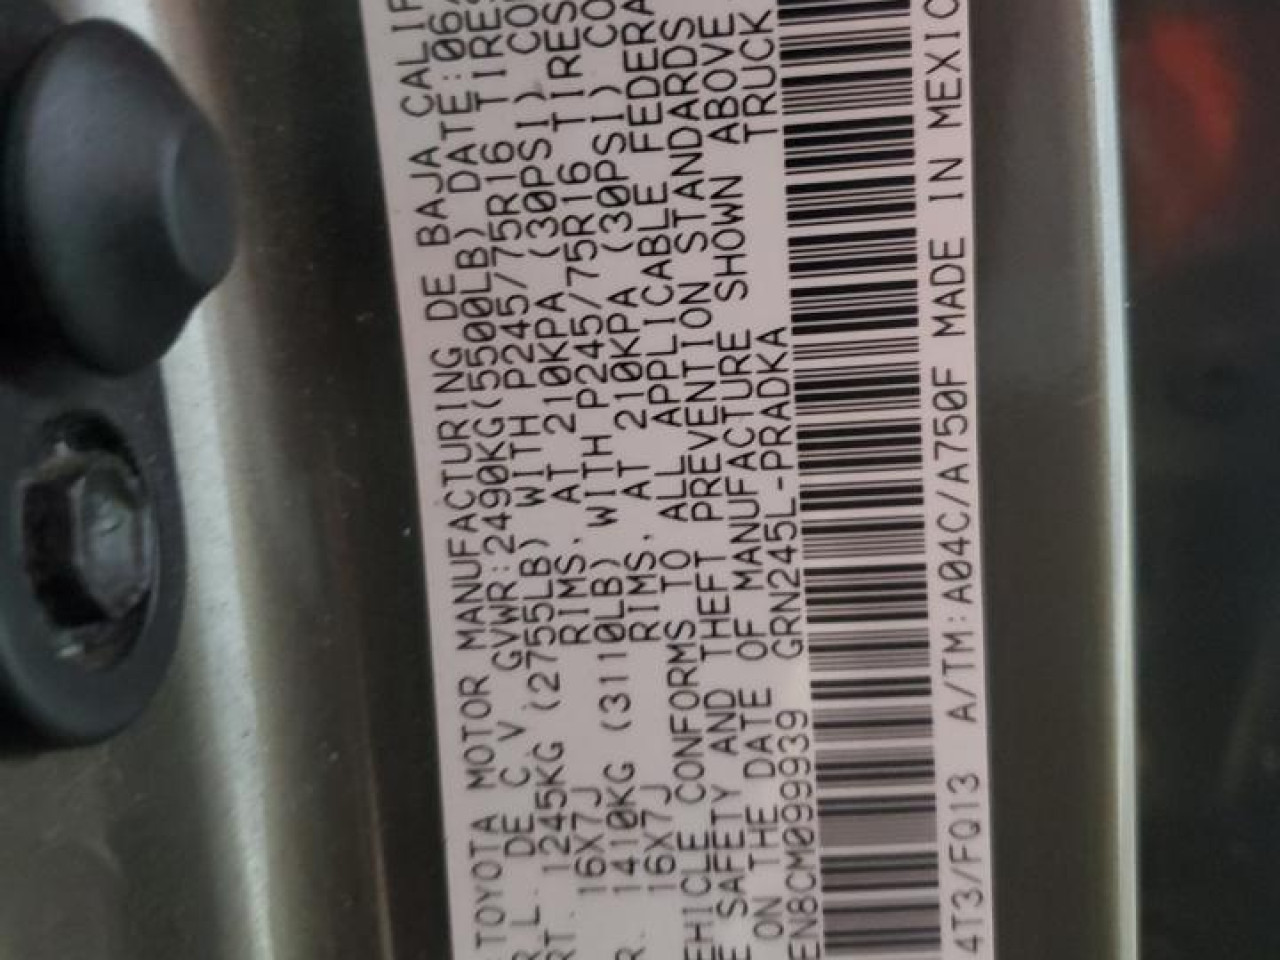 TOYOTA MOTOR MANUFACTURING DE BAJA CALIF
R L. DE C V DATE:06
RT. GVWR:2490KG(5500LB)
1245KG (2755LB) WITH P245/75R16 TIRES
16X7J RIMS. AT 210KPA (30PSI) CO
R. 1410KG (3110LB) WITH P245/75R16 TIRES
16X7J RIMS. AT 210KPA (30PSI) CO
EHICLE CONFORMS TO ALL APPLICABLE FEDERA
E SAFETY AND THEFT PREVENTION STANDARDS
ON THE DATE OF MANUFACTURE SHOWN ABOVE
EN8CM099939 GRN245L-PRADKA TRUCK
4T3/FQ13 A/TM:A04C/A750F MADE IN MEXIC